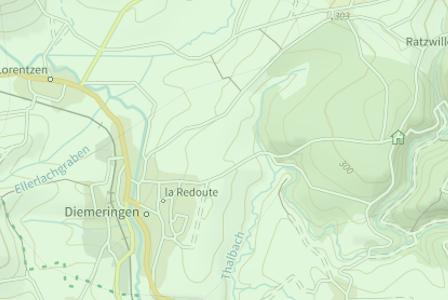 303
Ratzwille
Lorentzen
Ellerlachgraben
la Redoute
300
Diemeringen
Thalbach